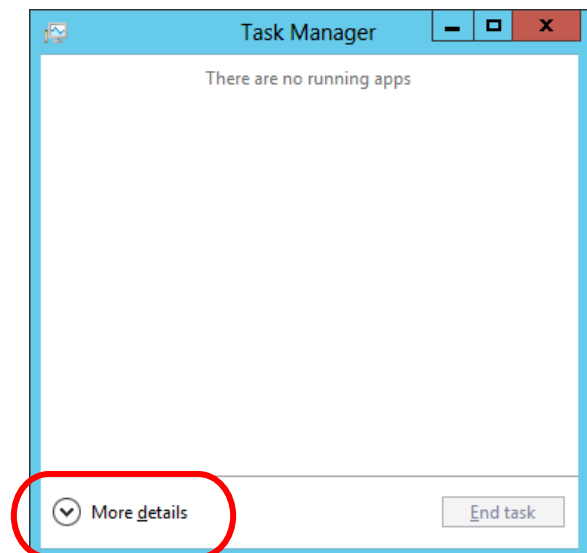 Task Manager
There are no running apps
More details
End task